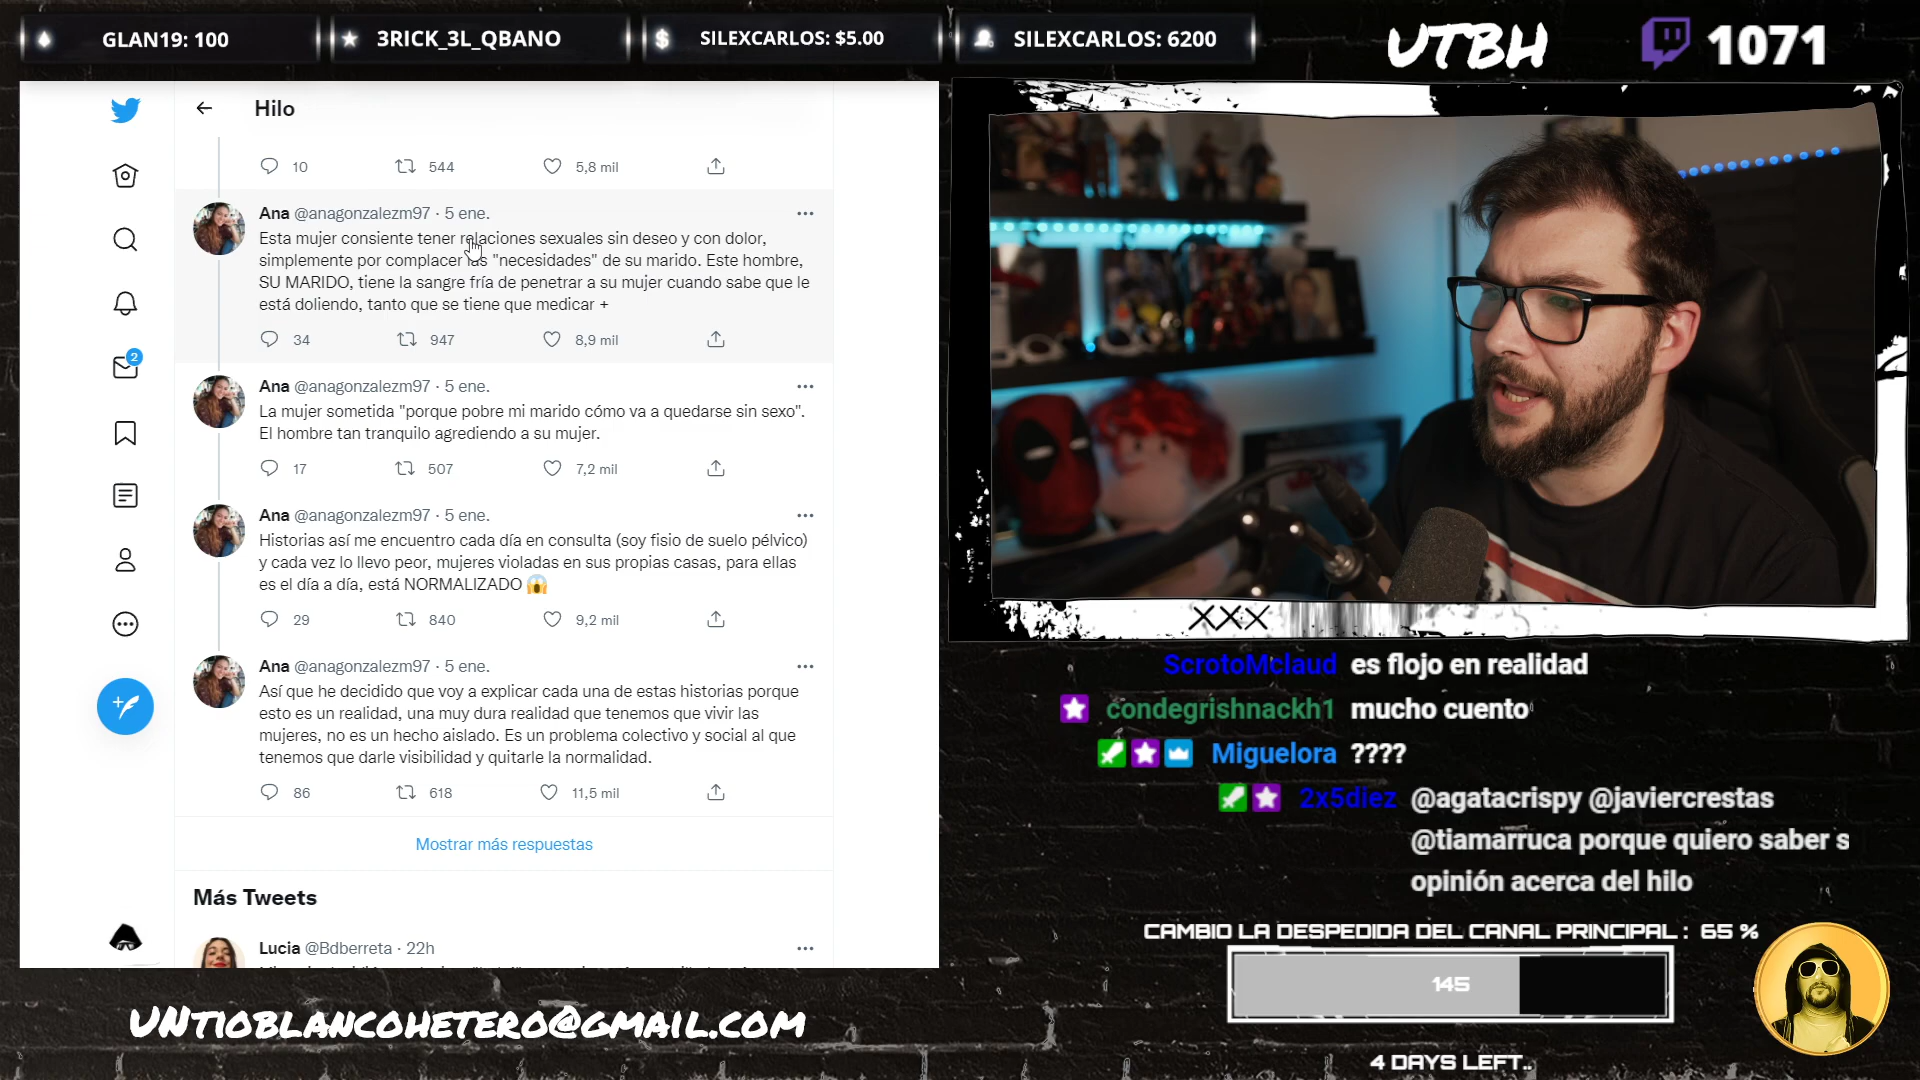 GLAN19: 100
3RICK_3L_QBANO
SILEXCARLOS: $5.00
SILEXCARLOS: 6200
UTBH
1071
Hilo
10 544 5,8 mil
Ana @anagonzalezm97 · 5 ene.
Esta mujer consiente tener relaciones sexuales sin deseo y con dolor,
simplemente por complacer las "necesidades" de su marido. Este hombre,
SU MARIDO, tiene la sangre fría de penetrar a su mujer cuando sabe que le
está doliendo, tanto que se tiene que medicar +
34 947 8,9 mil
Ana @anagonzalezm97 · 5 ene.
La mujer sometida "porque pobre mi marido cómo va a quedarse sin sexo".
El hombre tan tranquilo agrediendo a su mujer.
17 507 7,2 mil
Ana @anagonzalezm97 · 5 ene.
Historias así me encuentro cada día en consulta (soy fisio de suelo pélvico)
y cada vez lo llevo peor, mujeres violadas en sus propias casas, para ellas
es el día a día, está NORMALIZADO 😱
29 840 9,2 mil
Ana @anagonzalezm97 · 5 ene.
Así que he decidido que voy a explicar cada una de estas historias porque
esto es un realidad, una muy dura realidad que tenemos que vivir las
mujeres, no es un hecho aislado. Es un problema colectivo y social al que
tenemos que darle visibilidad y quitarle la normalidad.
86 618 11,5 mil
Mostrar más respuestas
Más Tweets
Lucia @Bdberreta · 22h
2
XXX
ScrotoMclaud es flojo en realidad
condegrishnackh1 mucho cuento
Miguelora ????
2x5diez @agatacrispy @javiercrestas
@tiamarruca porque quiero saber s
opinión acerca del hilo
CAMBIO LA DESPEDIDA DEL CANAL PRINCIPAL: 65 %
145
4 DAYS LEFT..
UNTIOBLANCOHETERO@GMAIL.COM